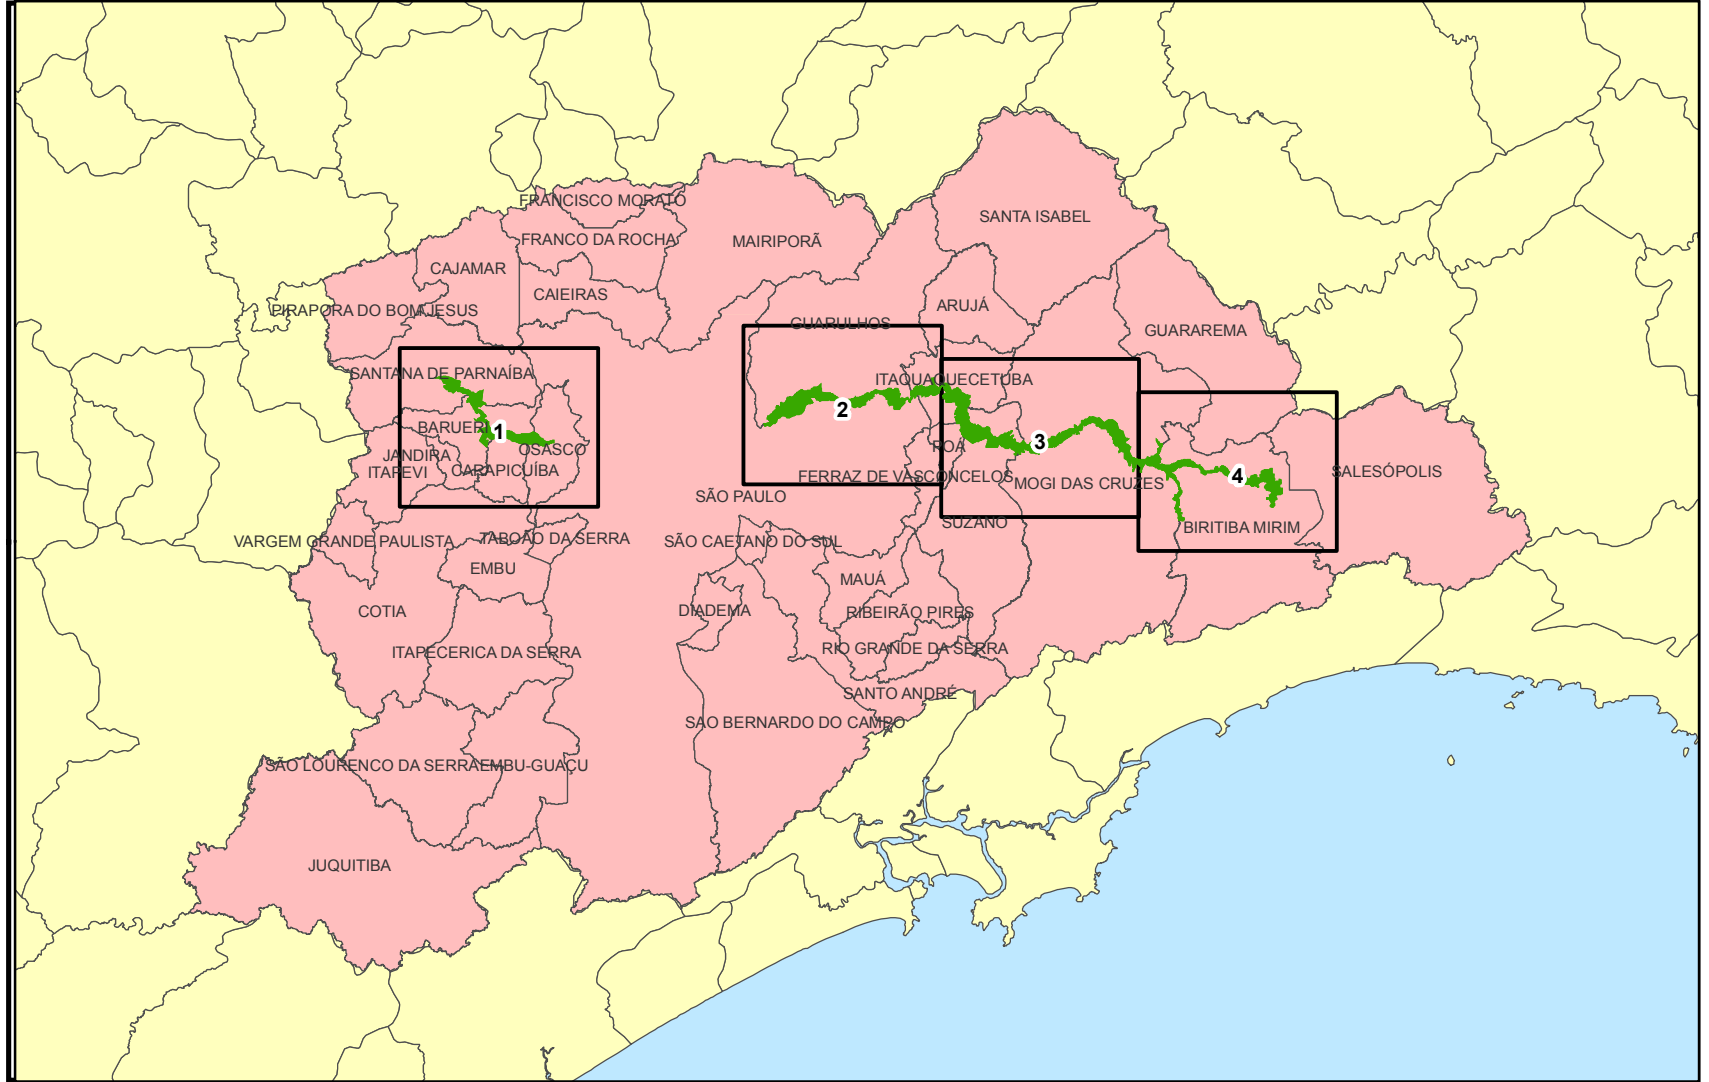 FRANCISCO MORATO
SANTA ISABEL
FRANCO DA ROCHA
MAIRIPORÃ
CAJAMAR
CAIEIRAS
ARUJÁ
PIRAPORA DO BOM JESUS
GUARULHOS
GUARAREMA
SANTANA DE PARNAÍBA
ITAQUAQUECETUBA
2
BARUERI
1
3
OSASCO
POÁ
JANDIRA
ITAPEVI
CARAPICUÍBA
FERRAZ DE VASCONCELOS
4
SALESÓPOLIS
MOGI DAS CRUZES
SÃO PAULO
SUZANO
BIRITIBA MIRIM
VARGEM GRANDE PAULISTA
TABOÃO DA SERRA
SÃO CAETANO DO SUL
EMBU
MAUÁ
COTIA
DIADEMA
RIBEIRÃO PIRES
ITAPECERICA DA SERRA
RIO GRANDE DA SERRA
SANTO ANDRÉ
SÃO BERNARDO DO CAMPO
SÃO LOURENCO DA SERRA
EMBU-GUAÇU
JUQUITIBA